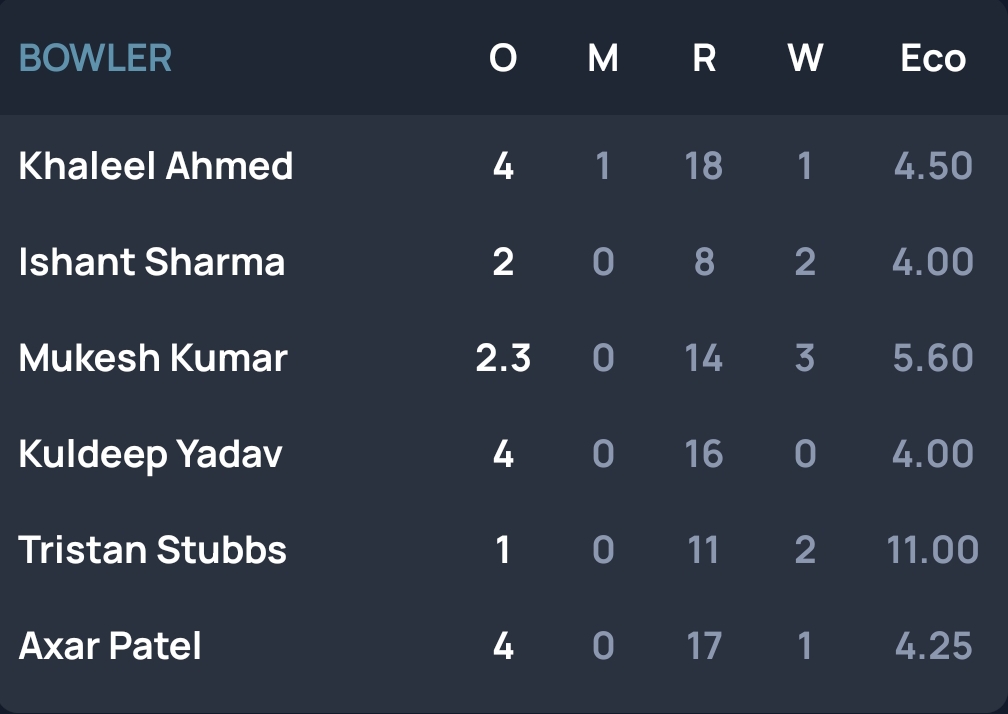 BOWLER O M R W Eco
Khaleel Ahmed 4 1 18 1 4.50
Ishant Sharma 2 0 8 2 4.00
Mukesh Kumar 2.3 0 14 3 5.60
Kuldeep Yadav 4 0 16 0 4.00
Tristan Stubbs 1 0 11 2 11.00
Axar Patel 4 0 17 1 4.25